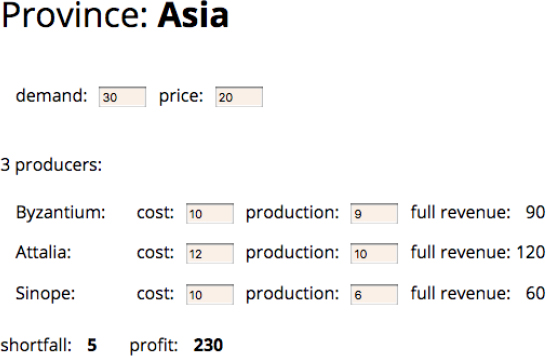 Province: Asia
demand: 30 price: 20
3 producers:
Byzantium: cost: 10 production: 9 full revenue: 90
Attalia: cost: 12 production: 10 full revenue: 120
Sinope: cost: 10 production: 6 full revenue: 60
shortfall: 5 profit: 230